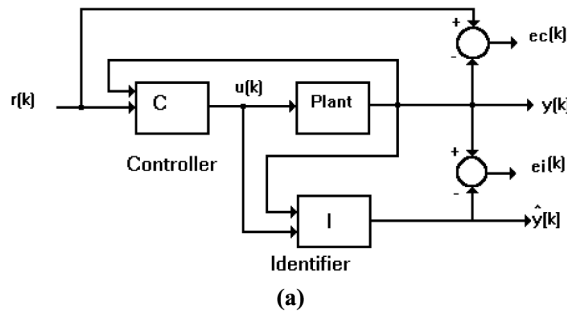 +
ec(k)
-
r(k)
C
u(k)
Plant
y(k)
Controller
+
ei(k)
-
I
ŷ(k)
Identifier
(a)